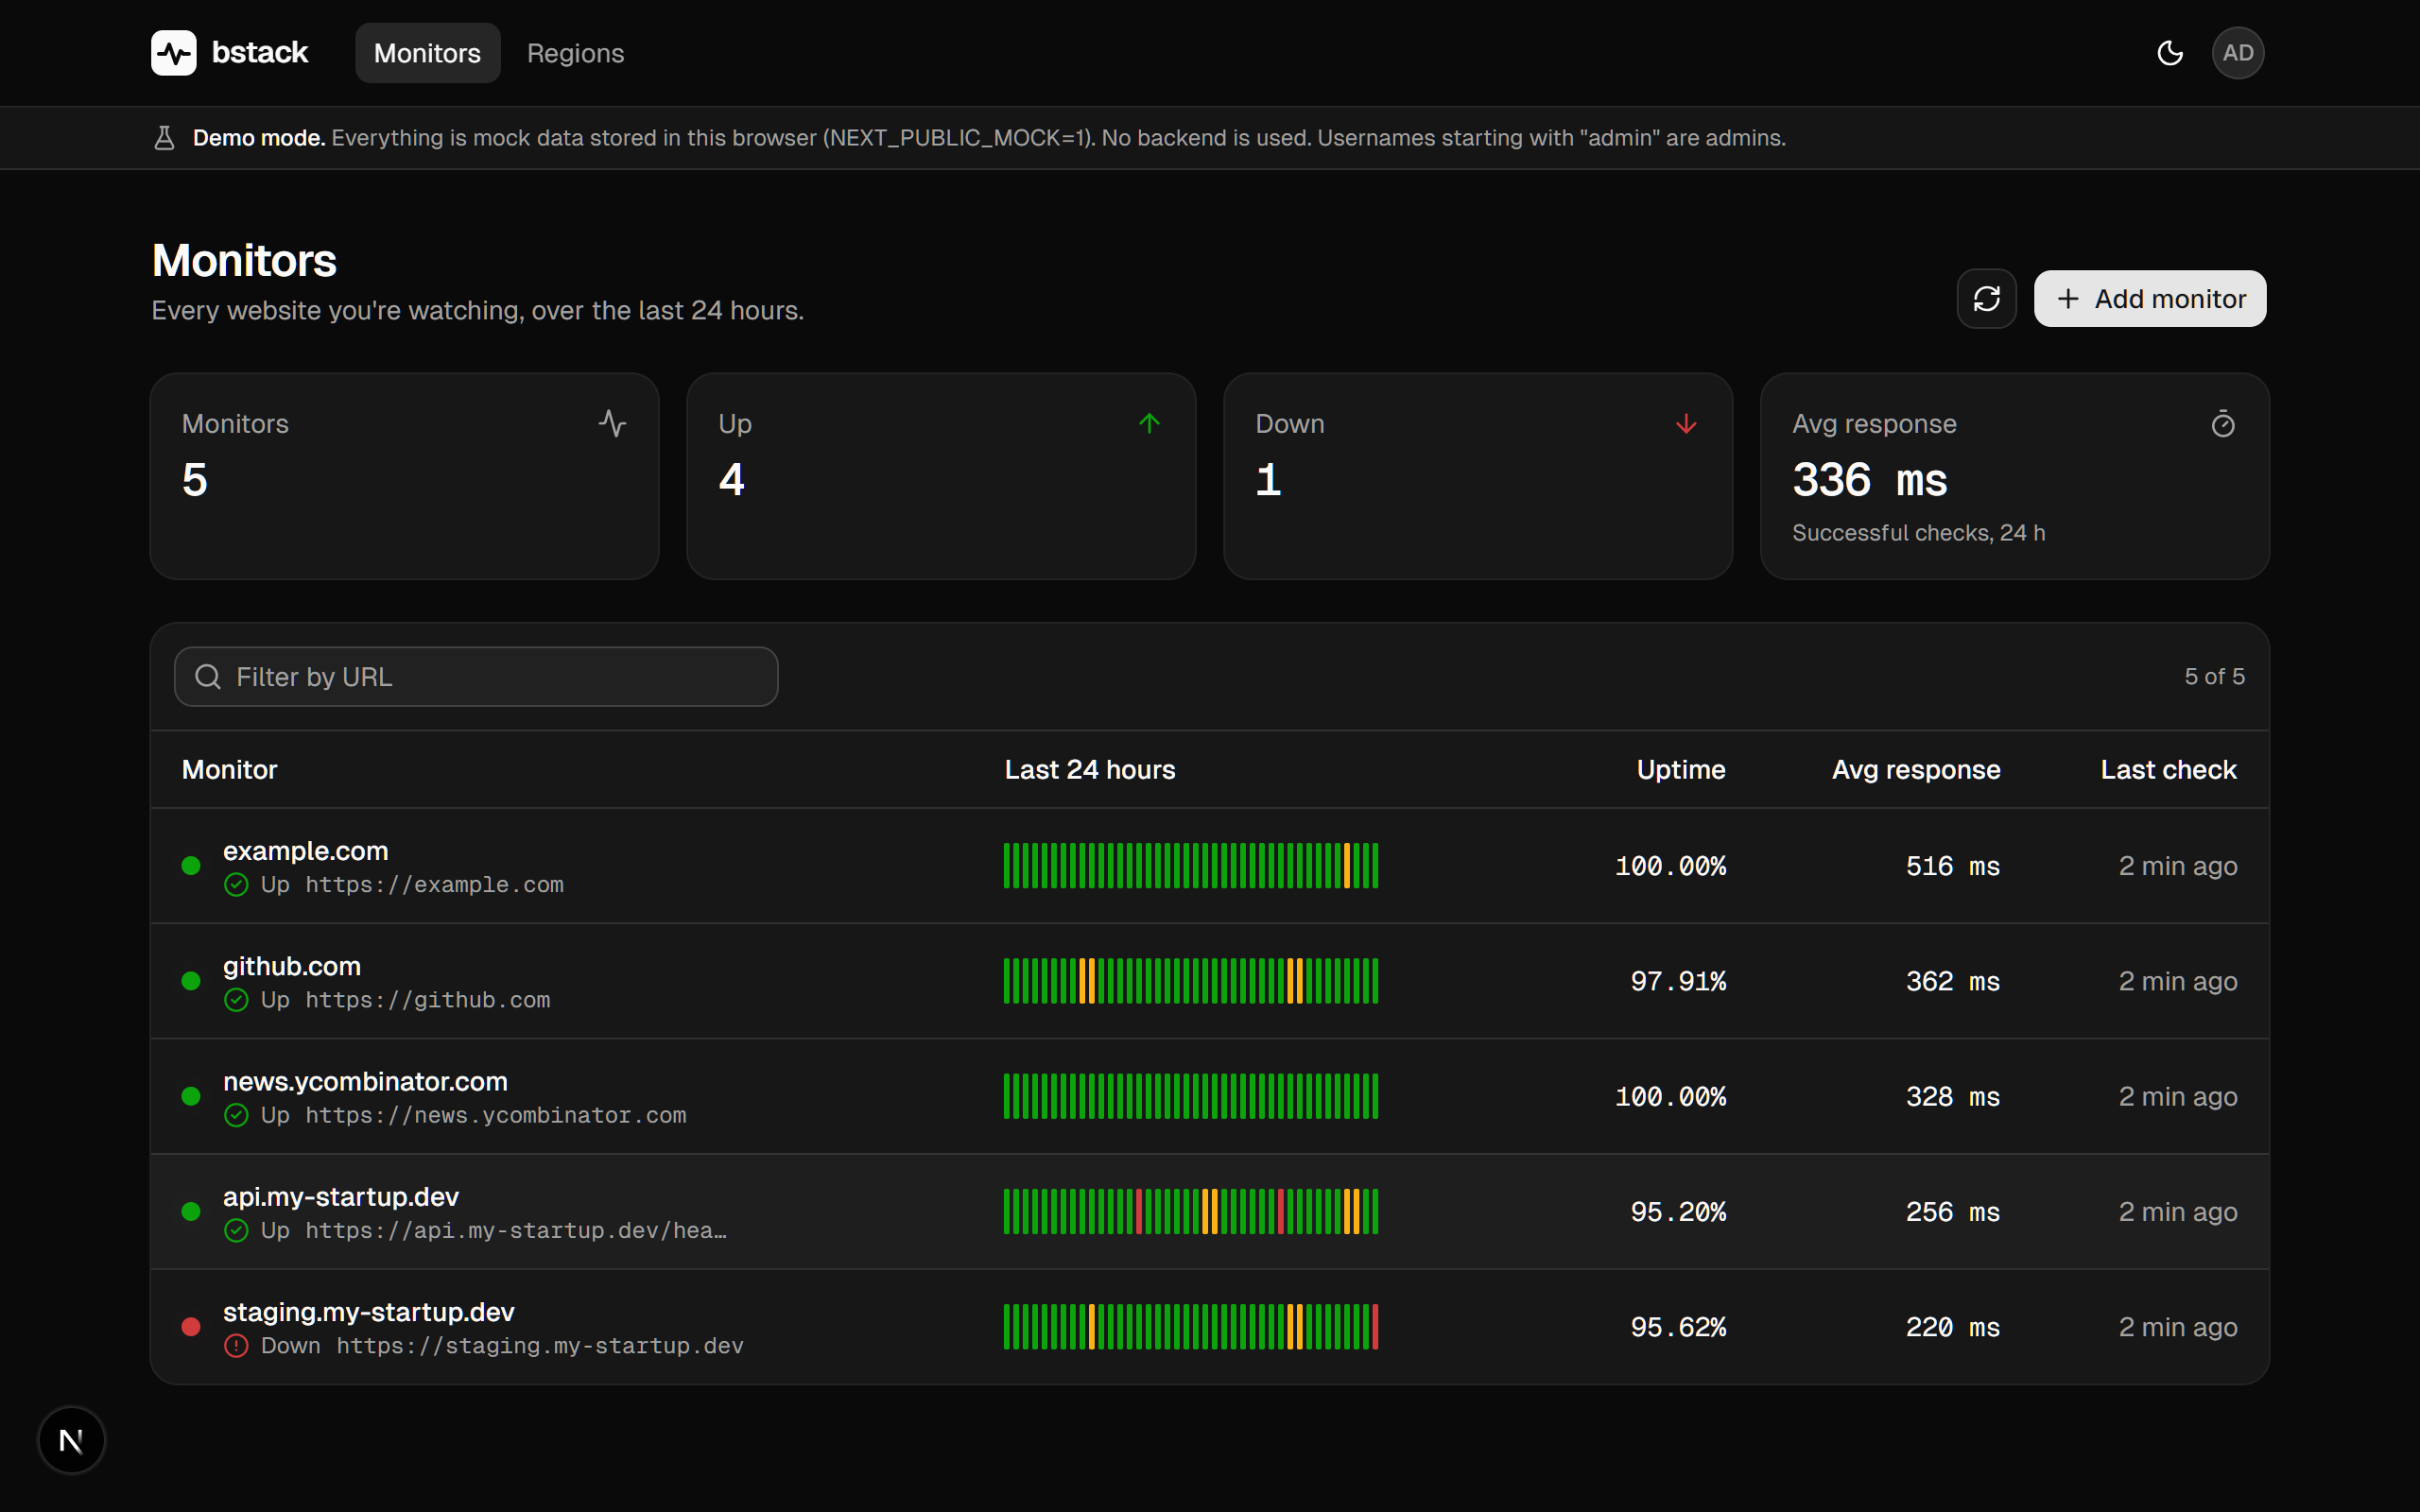 bstack
Monitors
Regions
AD
Demo mode. Everything is mock data stored in this browser (NEXT_PUBLIC_MOCK=1). No backend is used. Usernames starting with "admin" are admins.
Monitors
Every website you're watching, over the last 24 hours.
Add monitor
Monitors
5
Up
4
Down
1
Avg response
336 ms
Successful checks, 24 h
Filter by URL
5 of 5
Monitor Last 24 hours Uptime Avg response Last check
example.com
Up https://example.com
100.00% 516 ms 2 min ago
github.com
Up https://github.com
97.91% 362 ms 2 min ago
news.ycombinator.com
Up https://news.ycombinator.com
100.00% 328 ms 2 min ago
api.my-startup.dev
Up https://api.my-startup.dev/hea…
95.20% 256 ms 2 min ago
staging.my-startup.dev
Down https://staging.my-startup.dev
95.62% 220 ms 2 min ago
N